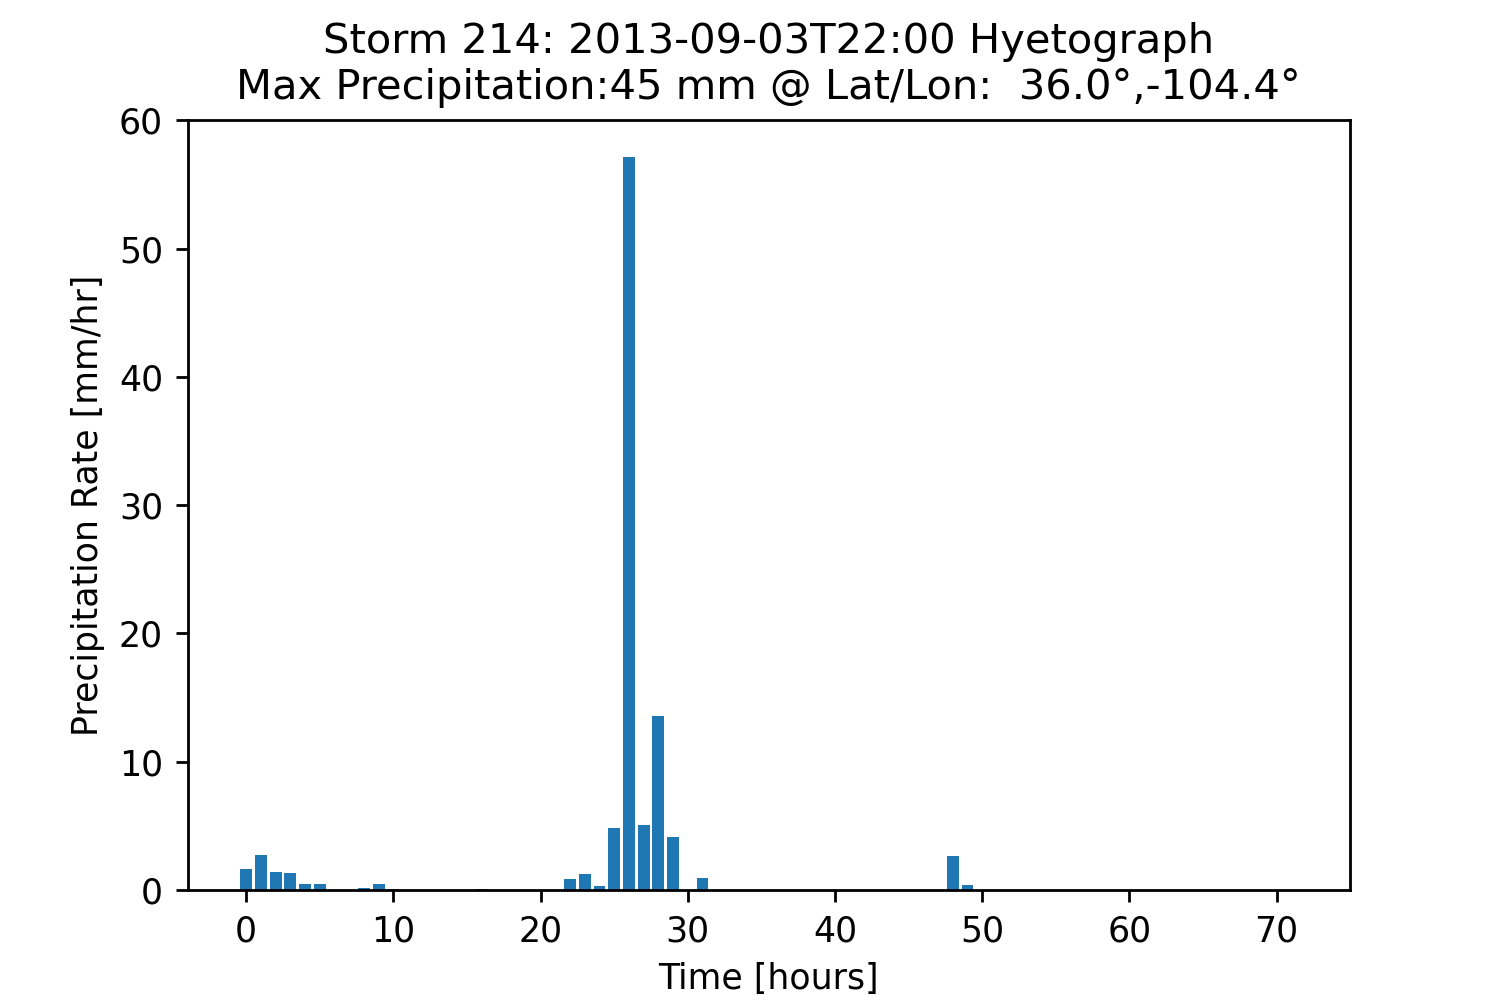 Storm 214: 2013-09-03T22:00 Hyetograph
Max Precipitation:45 mm @ Lat/Lon:  36.0°,-104.4°
60
50
40
30
20
10
0
Precipitation Rate [mm/hr]
0 10 20 30 40 50 60 70
Time [hours]